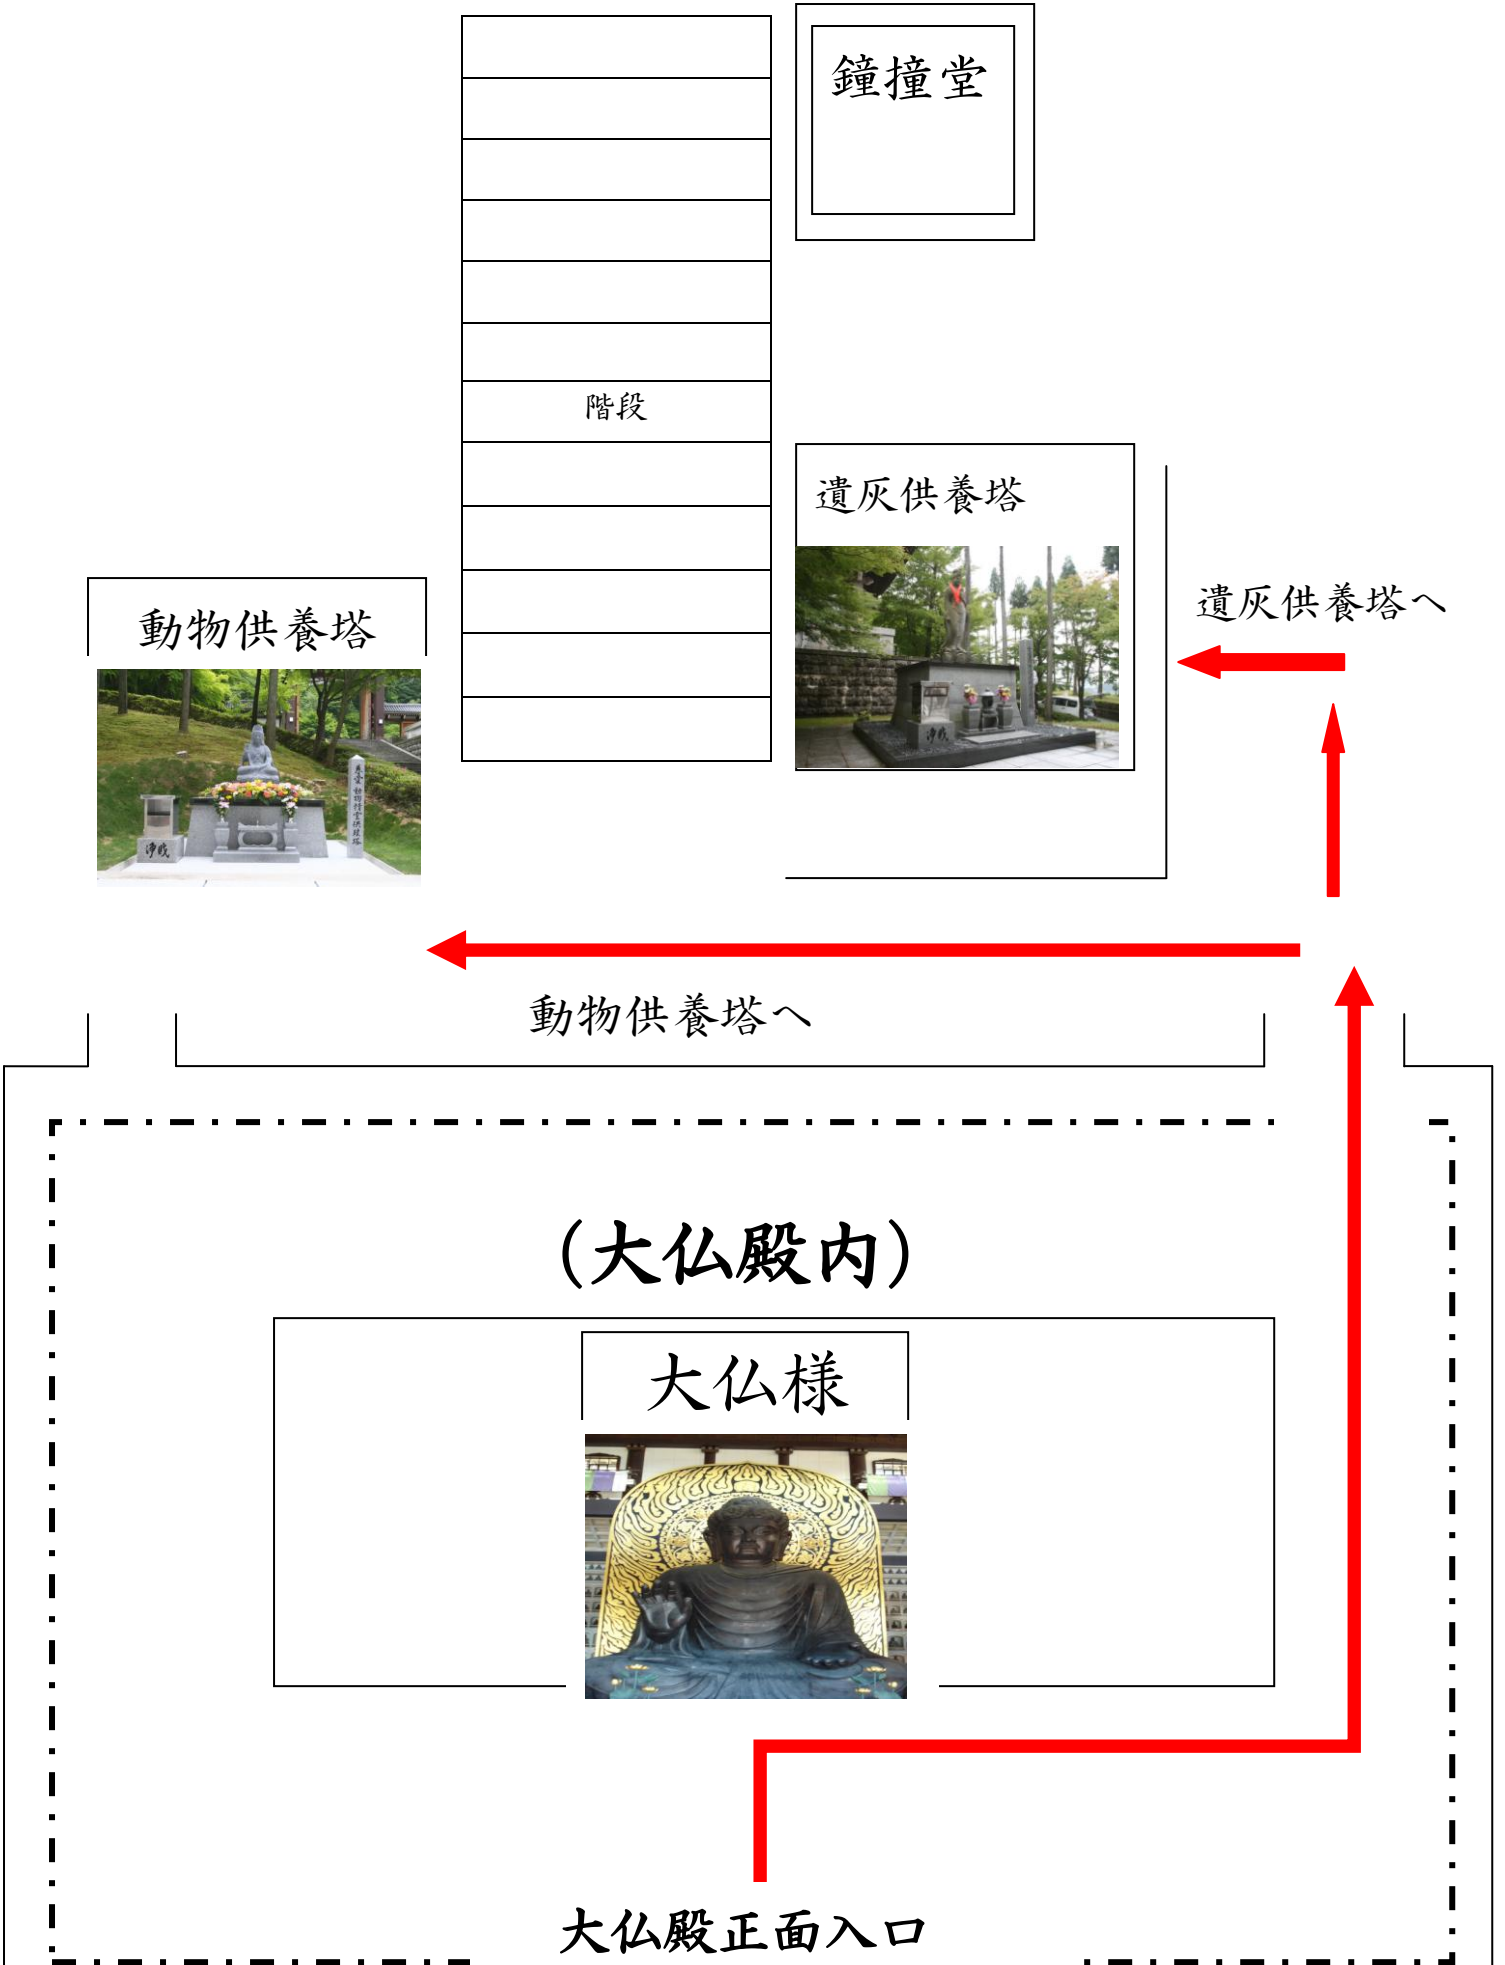 鐘撞堂
階段
遺灰供養塔
遺灰供養塔へ
動物供養塔
浄財
動物供養塔へ
(大仏殿内)
大仏様
大仏殿正面入口